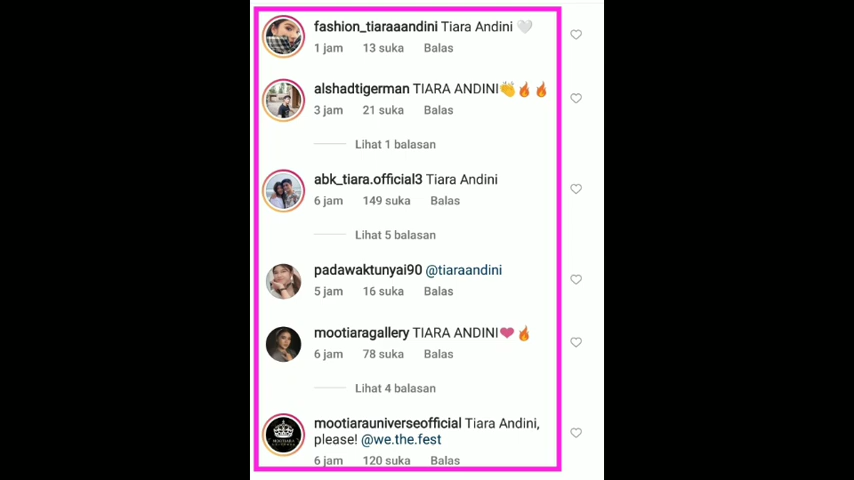 fashion_tiaraaandini Tiara Andini 🤍
1 jam 13 suka Balas
alshadtigerman TIARA ANDINI👏🔥🔥
3 jam 21 suka Balas
Lihat 1 balasan
abk_tiara.official3 Tiara Andini
6 jam 149 suka Balas
Lihat 5 balasan
padawaktunyai90 @tiaraandini
5 jam 16 suka Balas
mootiaragallery TIARA ANDINI❤🔥
6 jam 78 suka Balas
Lihat 4 balasan
mootiarauniverseofficial Tiara Andini,
please! @we.the.fest
6 jam 120 suka Balas